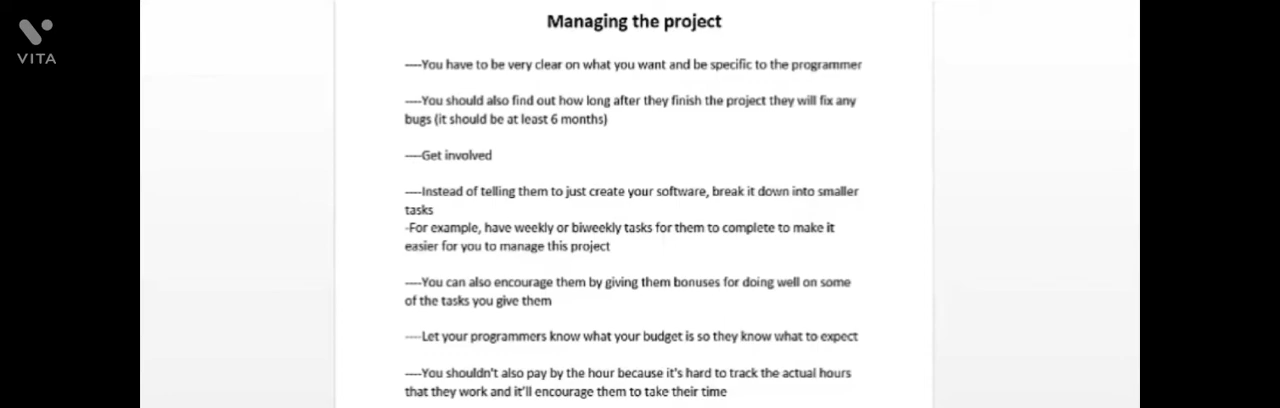 VITA
Managing the project
----You have to be very clear on what you want and be specific to the programmer
----You should also find out how long after they finish the project they will fix any
bugs (it should be at least 6 months)
----Get involved
----Instead of telling them to just create your software, break it down into smaller
tasks
-For example, have weekly or biweekly tasks for them to complete to make it
easier for you to manage this project
----You can also encourage them by giving them bonuses for doing well on some
of the tasks you give them
----Let your programmers know what your budget is so they know what to expect
----You shouldn't also pay by the hour because it's hard to track the actual hours
that they work and it'll encourage them to take their time